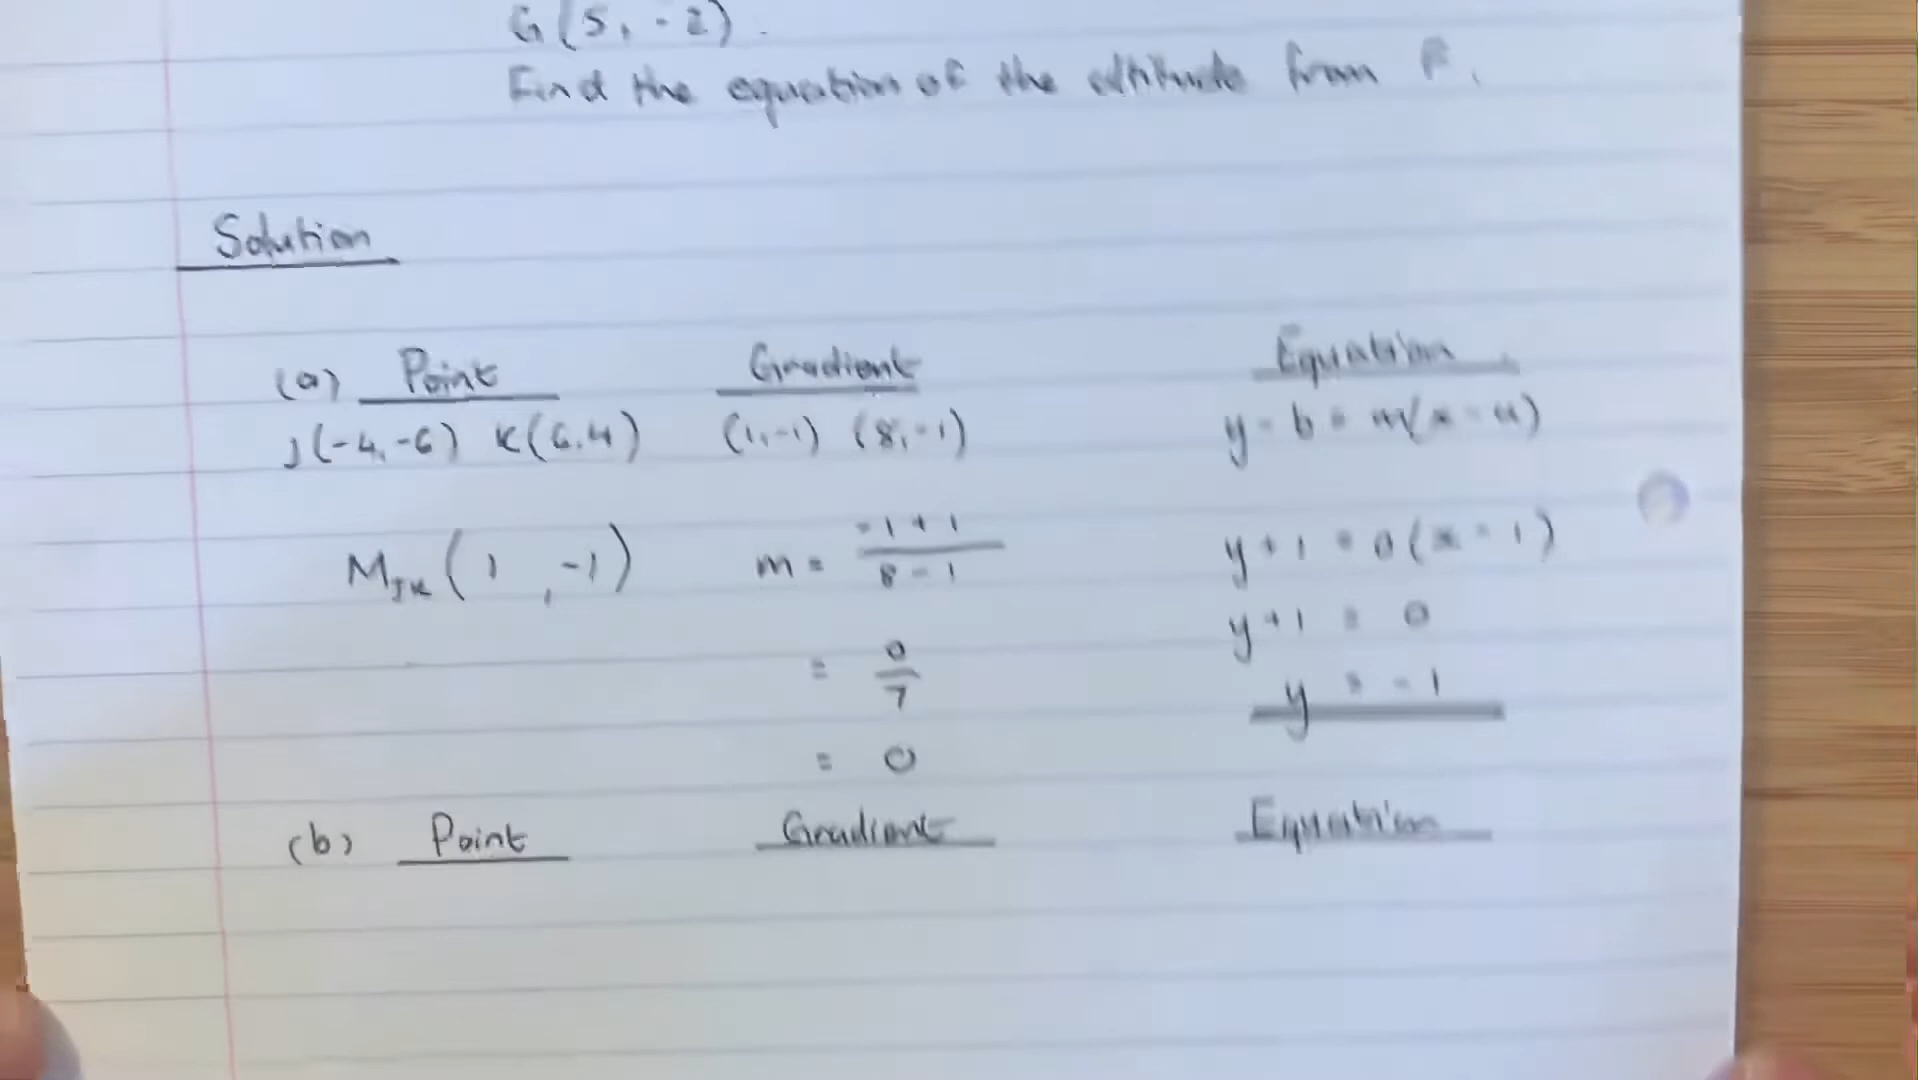 G(5, -2).
Find the equation of the altitude from F.
Solution
(a) Point Gradient Equation
J(-4,-6) K(6,4) (1,-1) (8,-1) y - b = m(x - a)
M_JK (1, -1) m = (-1 + 1)/(8 - 1) y + 1 = 0(x - 1)
= 0/7 y + 1 = 0
= 0 y = -1
(b) Point Gradient Equation